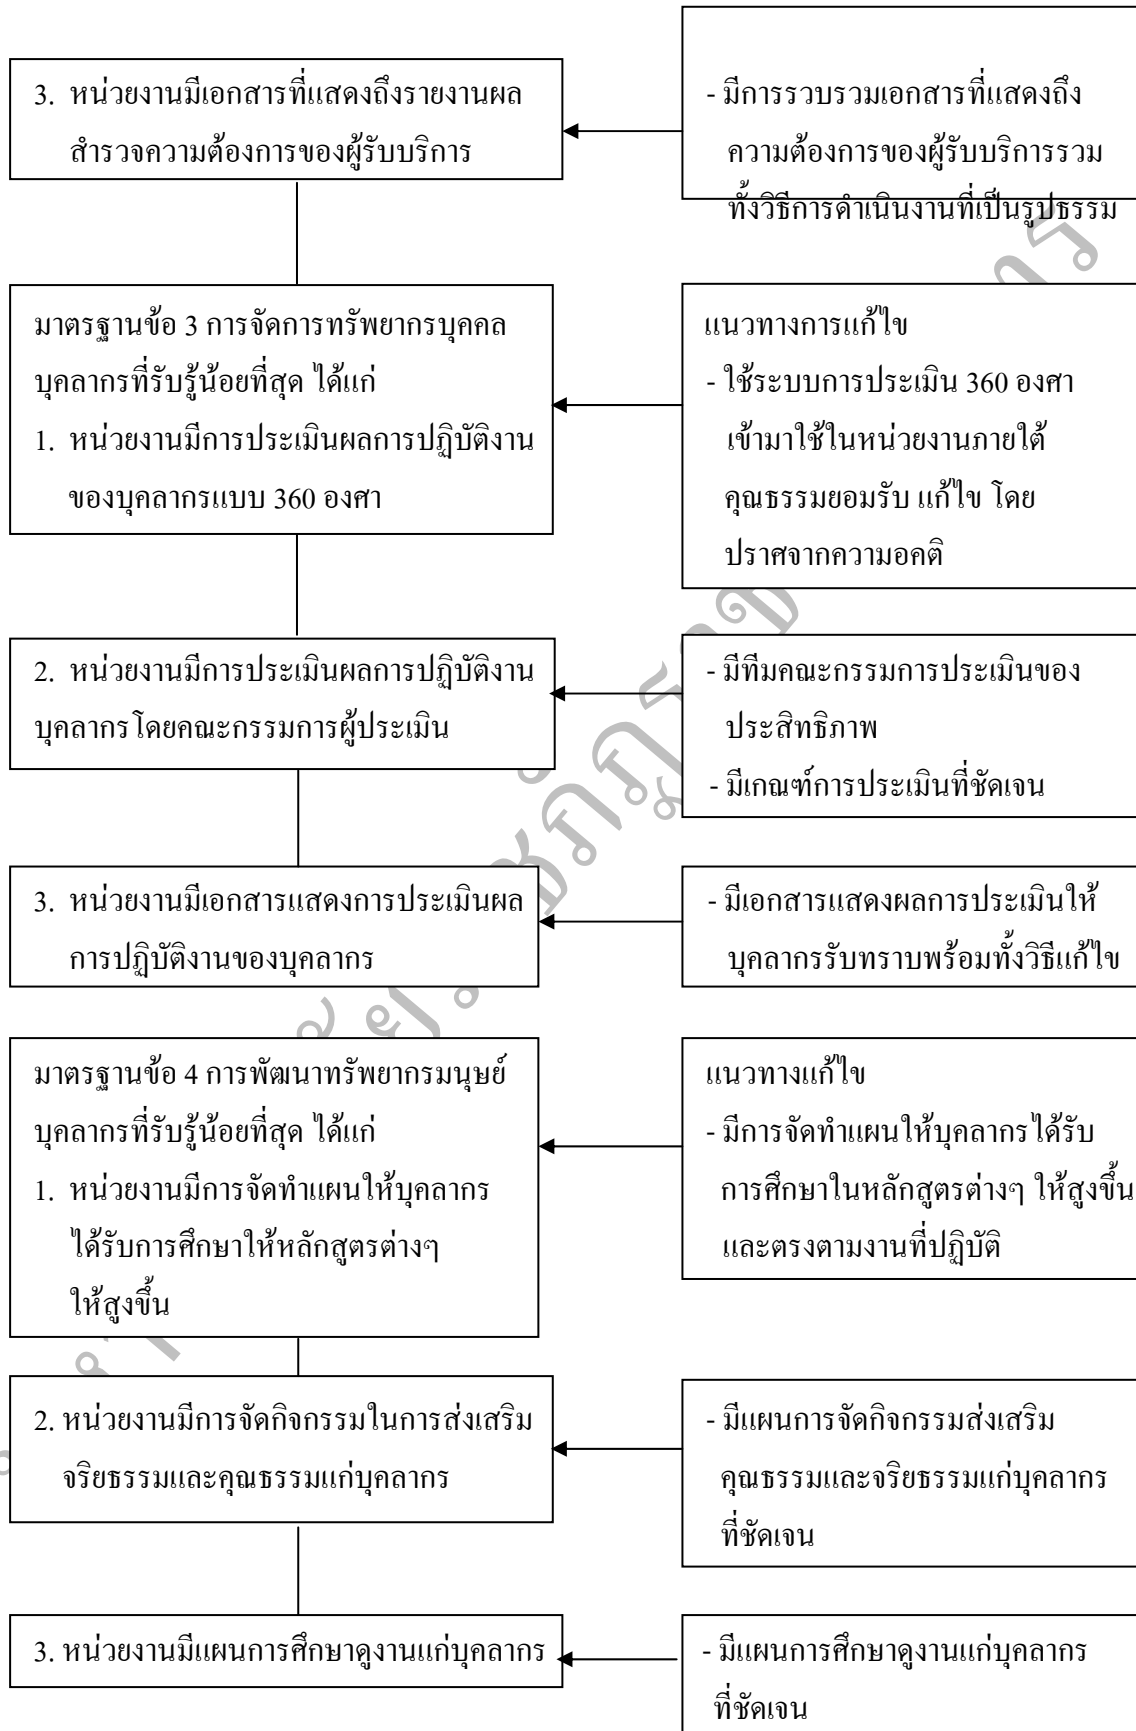 3. หน่วยงานมีเอกสารที่แสดงถึงรายงานผล
สำรวจความต้องการของผู้รับบริการ
- มีการรวบรวมเอกสารที่แสดงถึง
ความต้องการของผู้รับบริการรวม
ทั้งวิธีการดำเนินงานที่เป็นรูปธรรม
มาตรฐานข้อ 3 การจัดการทรัพยากรบุคคล
บุคลากรที่รับรู้น้อยที่สุด ได้แก่
1. หน่วยงานมีการประเมินผลการปฏิบัติงาน
ของบุคลากรแบบ 360 องศา
แนวทางการแก้ไข
- ใช้ระบบการประเมิน 360 องศา
เข้ามาใช้ในหน่วยงานภายใต้
คุณธรรมยอมรับ แก้ไข โดย
ปราศจากความอคติ
2. หน่วยงานมีการประเมินผลการปฏิบัติงาน
บุคลากรโดยคณะกรรมการผู้ประเมิน
- มีทีมคณะกรรมการประเมินของ
ประสิทธิภาพ
- มีเกณฑ์การประเมินที่ชัดเจน
3. หน่วยงานมีเอกสารแสดงการประเมินผล
การปฏิบัติงานของบุคลากร
- มีเอกสารแสดงผลการประเมินให้
บุคลากรรับทราบพร้อมทั้งวิธีแก้ไข
มาตรฐานข้อ 4 การพัฒนาทรัพยากรมนุษย์
บุคลากรที่รับรู้น้อยที่สุด ได้แก่
1. หน่วยงานมีการจัดทำแผนให้บุคลากร
ได้รับการศึกษาให้หลักสูตรต่างๆ
ให้สูงขึ้น
แนวทางแก้ไข
- มีการจัดทำแผนให้บุคลากรได้รับ
การศึกษาในหลักสูตรต่างๆ ให้สูงขึ้น
และตรงตามงานที่ปฏิบัติ
2. หน่วยงานมีการจัดกิจกรรมในการส่งเสริม
จริยธรรมและคุณธรรมแก่บุคลากร
- มีแผนการจัดกิจกรรมส่งเสริม
คุณธรรมและจริยธรรมแก่บุคลากร
ที่ชัดเจน
3. หน่วยงานมีแผนการศึกษาดูงานแก่บุคลากร
- มีแผนการศึกษาดูงานแก่บุคลากร
ที่ชัดเจน